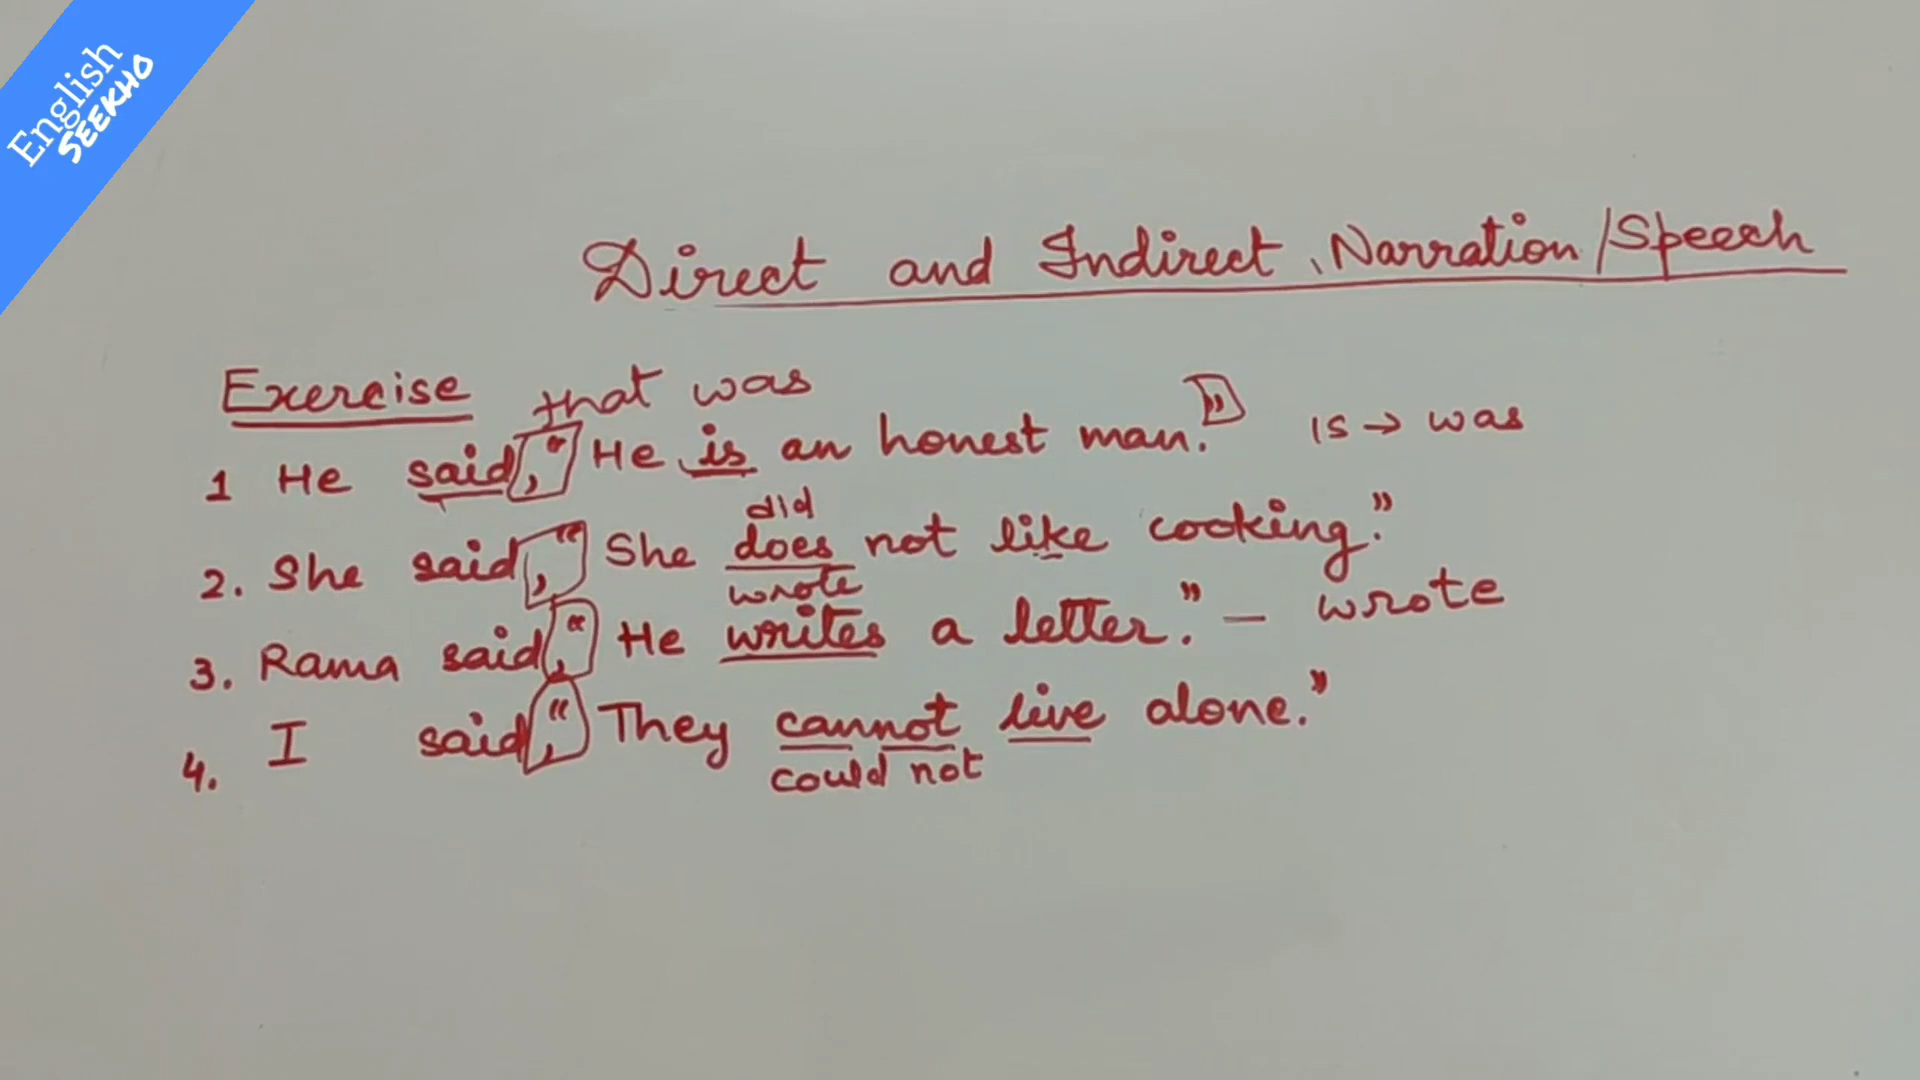 English
SEEKHO
Direct and Indirect, Narration/Speech
Exercise
that was
1 He said, "He is an honest man." is → was
did
2. She said, "She does not like cooking."
wrote
3. Rama said, "He writes a letter." – wrote
4. I said, "They cannot live alone."
could not